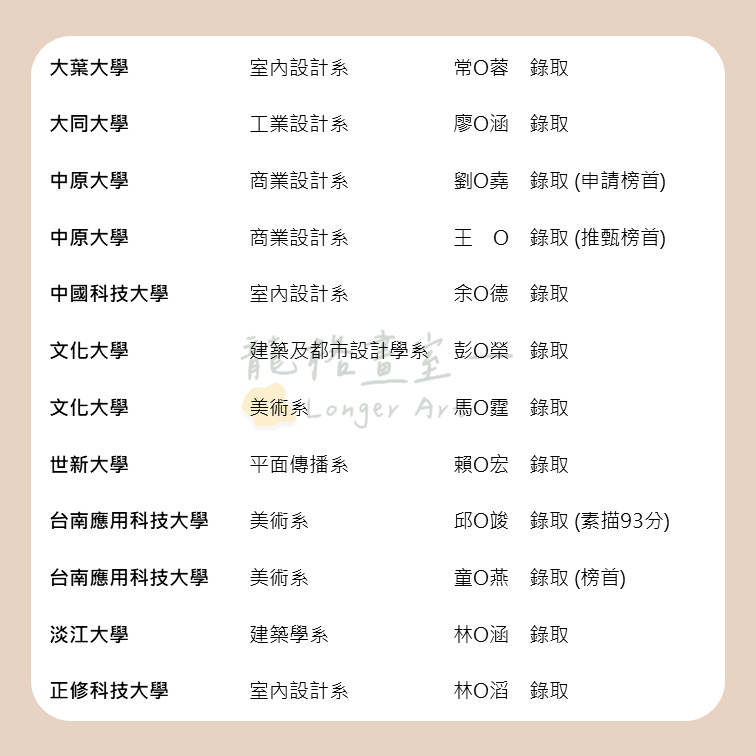 大葉大學 室內設計系 常O蓉 錄取
大同大學 工業設計系 廖O涵 錄取
中原大學 商業設計系 劉O堯 錄取 (申請榜首)
中原大學 商業設計系 王 O 錄取 (推甄榜首)
中國科技大學 室內設計系 余O德 錄取
文化大學 建築及都市設計學系 彭O榮 錄取
龍格畫室
文化大學 美術系 馬O霆 錄取
Longer Art
世新大學 平面傳播系 賴O宏 錄取
台南應用科技大學 美術系 邱O竣 錄取 (素描93分)
台南應用科技大學 美術系 童O燕 錄取 (榜首)
淡江大學 建築學系 林O涵 錄取
正修科技大學 室內設計系 林O滔 錄取